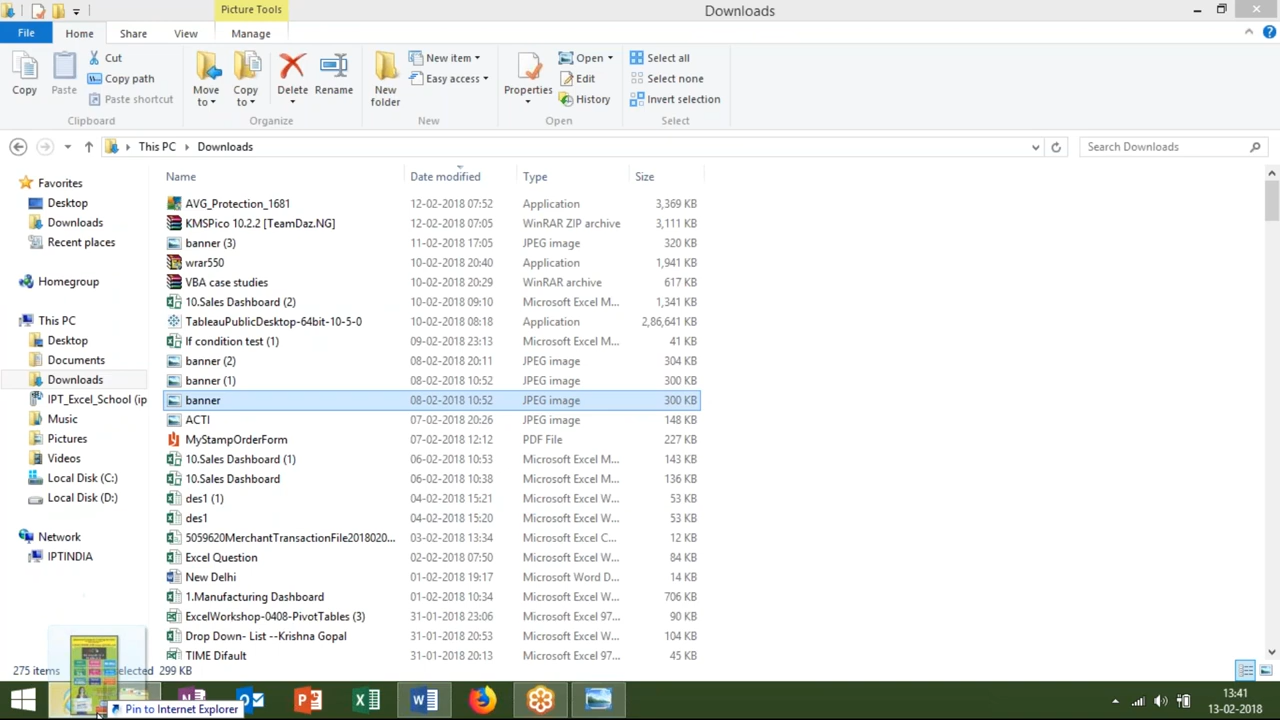 Picture Tools
Downloads
File
Home
Share
View
Manage
Copy
Paste
Cut
Copy path
Paste shortcut
Clipboard
Move to
Copy to
Delete
Rename
Organize
New folder
New item
Easy access
New
Properties
Open
Edit
History
Open
Select all
Select none
Invert selection
Select
This PC
Downloads
Search Downloads
Favorites
Desktop
Downloads
Recent places
Homegroup
This PC
Desktop
Documents
Downloads
IPT_Excel_School (ip
Music
Pictures
Videos
Local Disk (C:)
Local Disk (D:)
Network
IPTINDIA
Name Date modified Type Size
AVG_Protection_1681 12-02-2018 07:52 Application 3,369 KB
KMSPico 10.2.2 [TeamDaz.NG] 12-02-2018 07:05 WinRAR ZIP archive 3,111 KB
banner (3) 11-02-2018 17:05 JPEG image 320 KB
wrar550 10-02-2018 20:40 Application 1,941 KB
VBA case studies 10-02-2018 20:29 WinRAR archive 617 KB
10.Sales Dashboard (2) 10-02-2018 09:10 Microsoft Excel M... 1,341 KB
TableauPublicDesktop-64bit-10-5-0 10-02-2018 08:18 Application 2,86,641 KB
If condition test (1) 09-02-2018 23:13 Microsoft Excel M... 41 KB
banner (2) 08-02-2018 20:11 JPEG image 304 KB
banner (1) 08-02-2018 10:52 JPEG image 300 KB
banner 08-02-2018 10:52 JPEG image 300 KB
ACTI 07-02-2018 20:26 JPEG image 148 KB
MyStampOrderForm 07-02-2018 12:12 PDF File 227 KB
10.Sales Dashboard (1) 06-02-2018 10:53 Microsoft Excel M... 143 KB
10.Sales Dashboard 06-02-2018 10:38 Microsoft Excel M... 136 KB
des1 (1) 04-02-2018 15:21 Microsoft Excel W... 53 KB
des1 04-02-2018 15:20 Microsoft Excel W... 53 KB
5059620MerchantTransactionFile2018020... 03-02-2018 13:34 Microsoft Excel C... 12 KB
Excel Question 02-02-2018 07:50 Microsoft Excel W... 84 KB
New Delhi 01-02-2018 19:17 Microsoft Word D... 14 KB
1.Manufacturing Dashboard 01-02-2018 10:34 Microsoft Excel W... 706 KB
ExcelWorkshop-0408-PivotTables (3) 31-01-2018 23:06 Microsoft Excel 97... 90 KB
Drop Down- List --Krishna Gopal 31-01-2018 20:53 Microsoft Excel W... 104 KB
TIME Difault 31-01-2018 20:13 Microsoft Excel 97... 45 KB
275 items selected 299 KB
Pin to Internet Explorer
13:41
13-02-2018